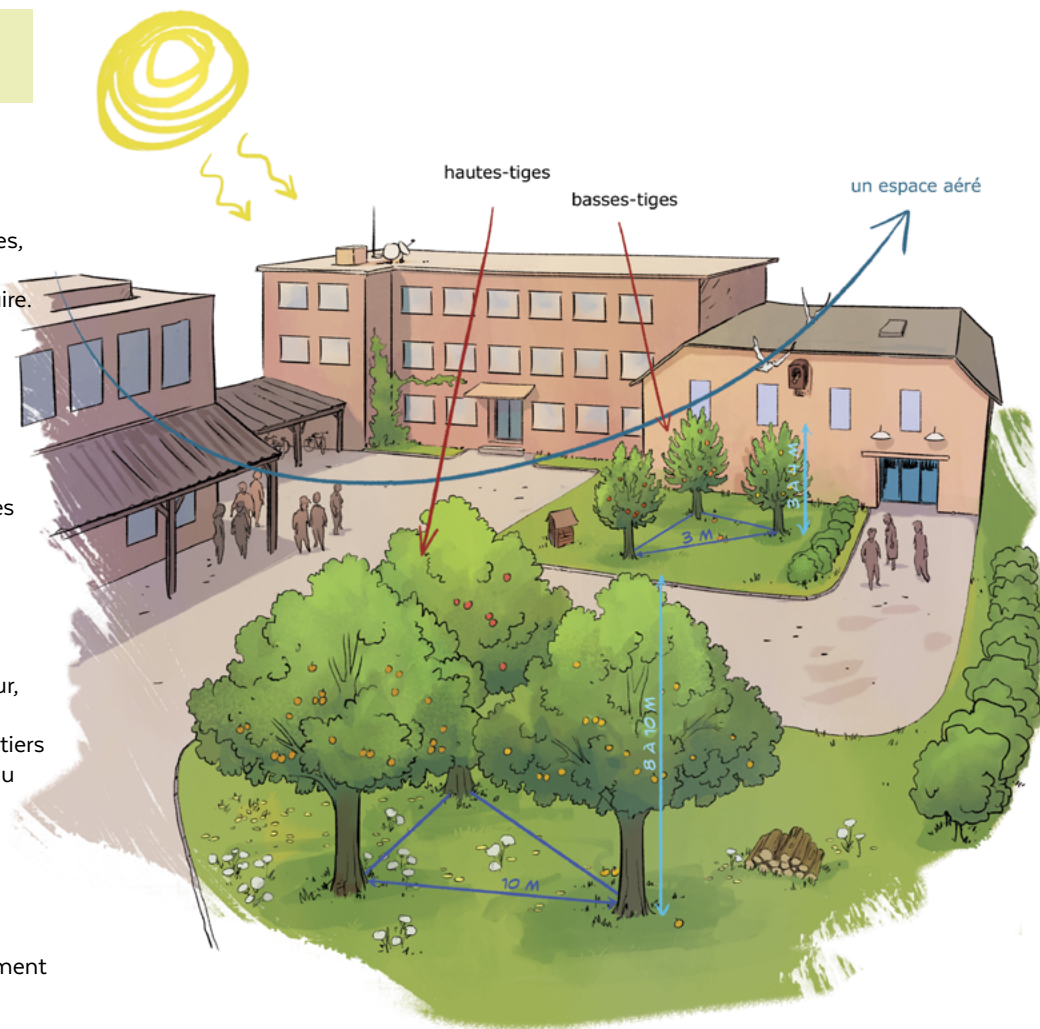 hautes-tiges
basses-tiges
un espace aéré
es,
ire.
es
ur,
tiers
u
ment
3 À 4 M
3 M
8 À 10 M
10 M